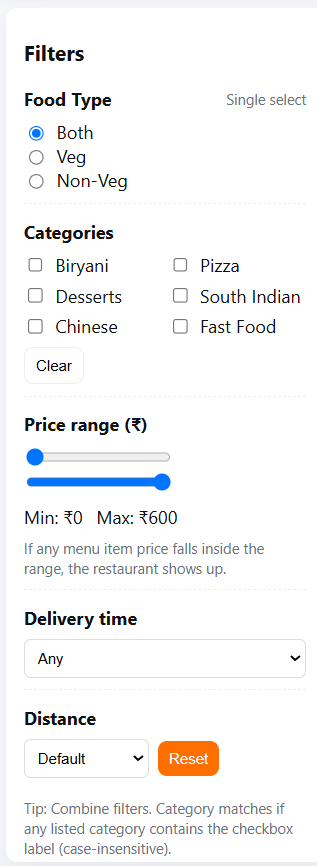 Filters
Food Type Single select
Both
Veg
Non-Veg
Categories
Biryani Pizza
Desserts South Indian
Chinese Fast Food
Clear
Price range (₹)
Min: ₹0 Max: ₹600
If any menu item price falls inside the
range, the restaurant shows up.
Delivery time
Any
Distance
Default Reset
Tip: Combine filters. Category matches if
any listed category contains the checkbox
label (case-insensitive).